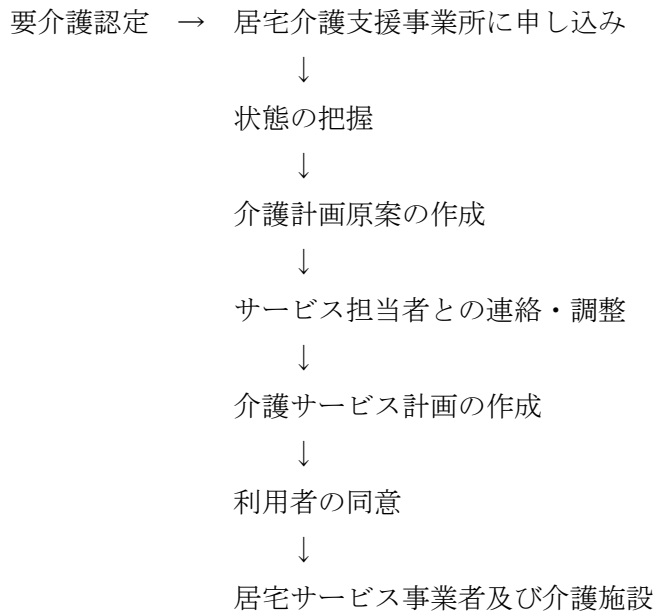 要介護認定　→　居宅介護支援事業所に申し込み
↓
状態の把握
↓
介護計画原案の作成
↓
サービス担当者との連絡・調整
↓
介護サービス計画の作成
↓
利用者の同意
↓
居宅サービス事業者及び介護施設